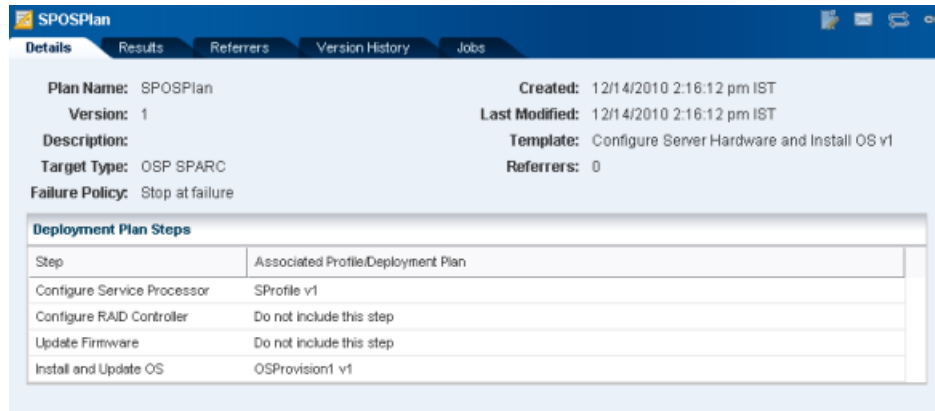 SPOSPlan
Details Results Referrers Version History Jobs
Plan Name: SPOSPlan Created: 12/14/2010 2:16:12 pm IST
Version: 1 Last Modified: 12/14/2010 2:16:12 pm IST
Description: Template: Configure Server Hardware and Install OS v1
Target Type: OSP SPARC Referrers: 0
Failure Policy: Stop at failure
Deployment Plan Steps
Step Associated Profile/Deployment Plan
Configure Service Processor SProfile v1
Configure RAID Controller Do not include this step
Update Firmware Do not include this step
Install and Update OS OSProvision1 v1